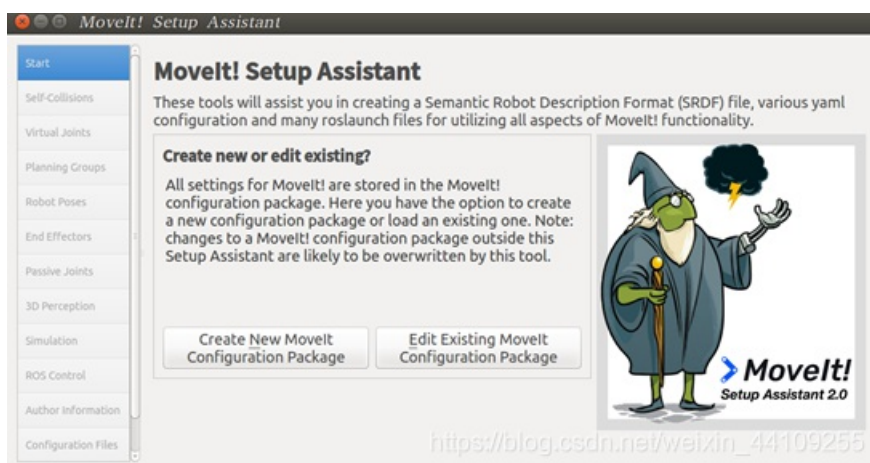 MoveIt! Setup Assistant
Start
Self-Collisions
Virtual Joints
Planning Groups
Robot Poses
End Effectors
Passive Joints
3D Perception
Simulation
ROS Control
Author Information
Configuration Files
MoveIt! Setup Assistant
These tools will assist you in creating a Semantic Robot Description Format (SRDF) file, various yaml
configuration and many roslaunch files for utilizing all aspects of MoveIt! functionality.
Create new or edit existing?
All settings for MoveIt! are stored in the MoveIt!
configuration package. Here you have the option to create
a new configuration package or load an existing one. Note:
changes to a MoveIt! configuration package outside this
Setup Assistant are likely to be overwritten by this tool.
Create New MoveIt
Configuration Package
Edit Existing MoveIt
Configuration Package
MoveIt!
Setup Assistant 2.0
https://blog.csdn.net/weixin_44109255